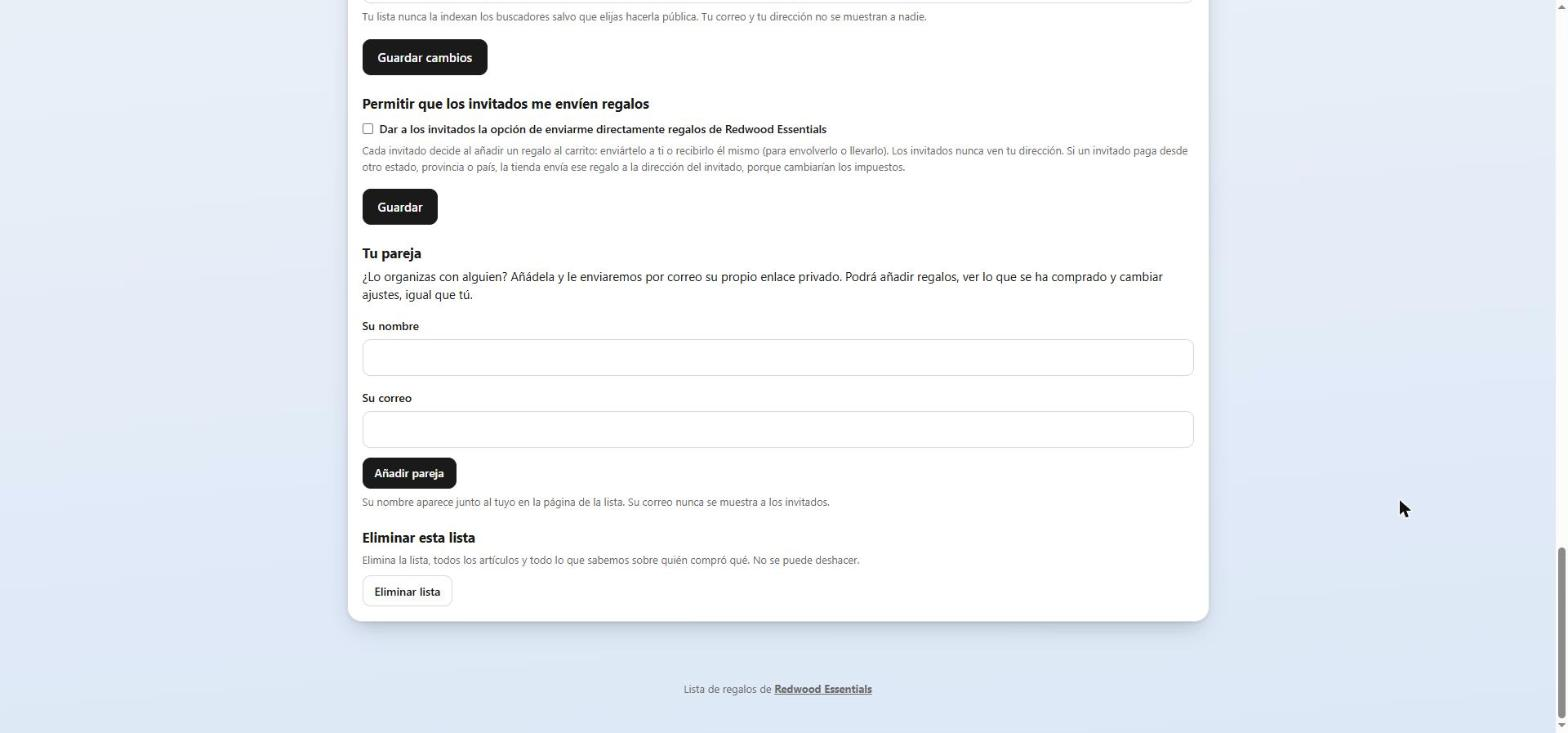 Tu lista nunca la indexan los buscadores salvo que elijas hacerla pública. Tu correo y tu dirección no se muestran a nadie.
Guardar cambios
Permitir que los invitados me envíen regalos
Dar a los invitados la opción de enviarme directamente regalos de Redwood Essentials
Cada invitado decide al añadir un regalo al carrito: enviártelo a ti o recibirlo él mismo (para envolverlo o llevarlo). Los invitados nunca ven tu dirección. Si un invitado paga desde
otro estado, provincia o país, la tienda envía ese regalo a la dirección del invitado, porque cambiarían los impuestos.
Guardar
Tu pareja
¿Lo organizas con alguien? Añádela y le enviaremos por correo su propio enlace privado. Podrá añadir regalos, ver lo que se ha comprado y cambiar
ajustes, igual que tú.
Su nombre
Su correo
Añadir pareja
Su nombre aparece junto al tuyo en la página de la lista. Su correo nunca se muestra a los invitados.
Eliminar esta lista
Elimina la lista, todos los artículos y todo lo que sabemos sobre quién compró qué. No se puede deshacer.
Eliminar lista
Lista de regalos de Redwood Essentials